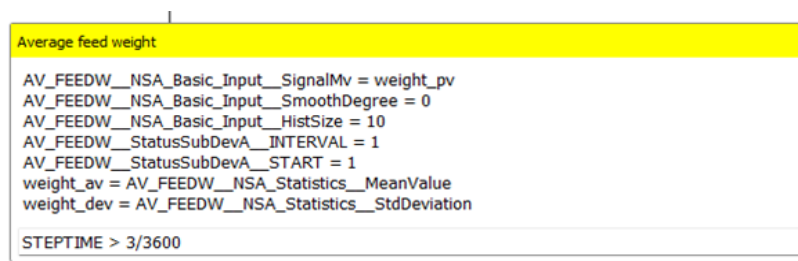 Average feed weight
AV_FEEDW__NSA_Basic_Input__SignalMv = weight_pv
AV_FEEDW__NSA_Basic_Input__SmoothDegree = 0
AV_FEEDW__NSA_Basic_Input__HistSize = 10
AV_FEEDW__StatusSubDevA__INTERVAL = 1
AV_FEEDW__StatusSubDevA__START = 1
weight_av = AV_FEEDW__NSA_Statistics__MeanValue
weight_dev = AV_FEEDW__NSA_Statistics__StdDeviation
STEPTIME > 3/3600